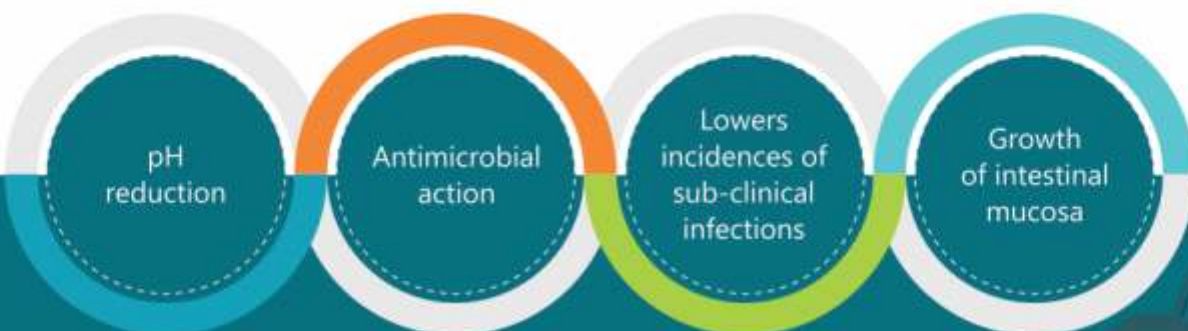 pH
reduction
Antimicrobial
action
Lowers
incidences of
sub-clinical
infections
Growth
of intestinal
mucosa